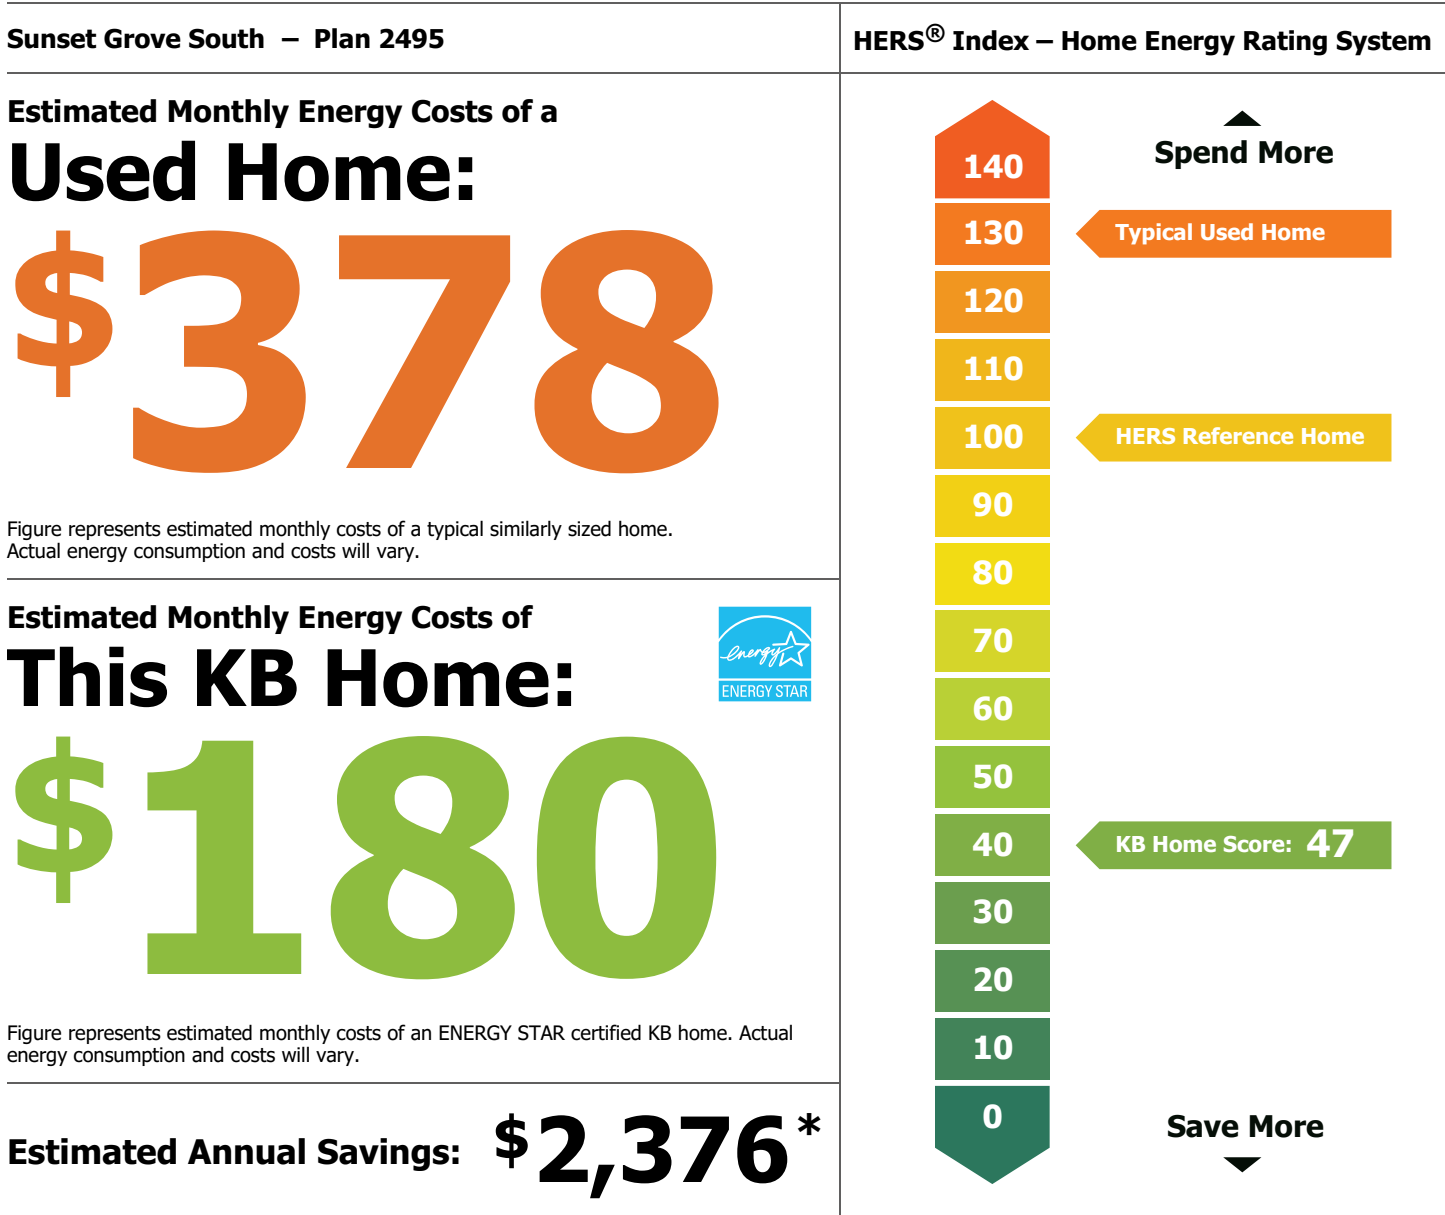 Sunset Grove South – Plan 2495
Estimated Monthly Energy Costs of a
Used Home:
$378
Figure represents estimated monthly costs of a typical similarly sized home.
Actual energy consumption and costs will vary.
Estimated Monthly Energy Costs of
This KB Home:
energy
ENERGY STAR
$180
Figure represents estimated monthly costs of an ENERGY STAR certified KB home. Actual
energy consumption and costs will vary.
Estimated Annual Savings: $2,376*
HERS® Index – Home Energy Rating System
Spend More
140
130 Typical Used Home
120
110
100 HERS Reference Home
90
80
70
60
50
40 KB Home Score: 47
30
20
10
0
Save More